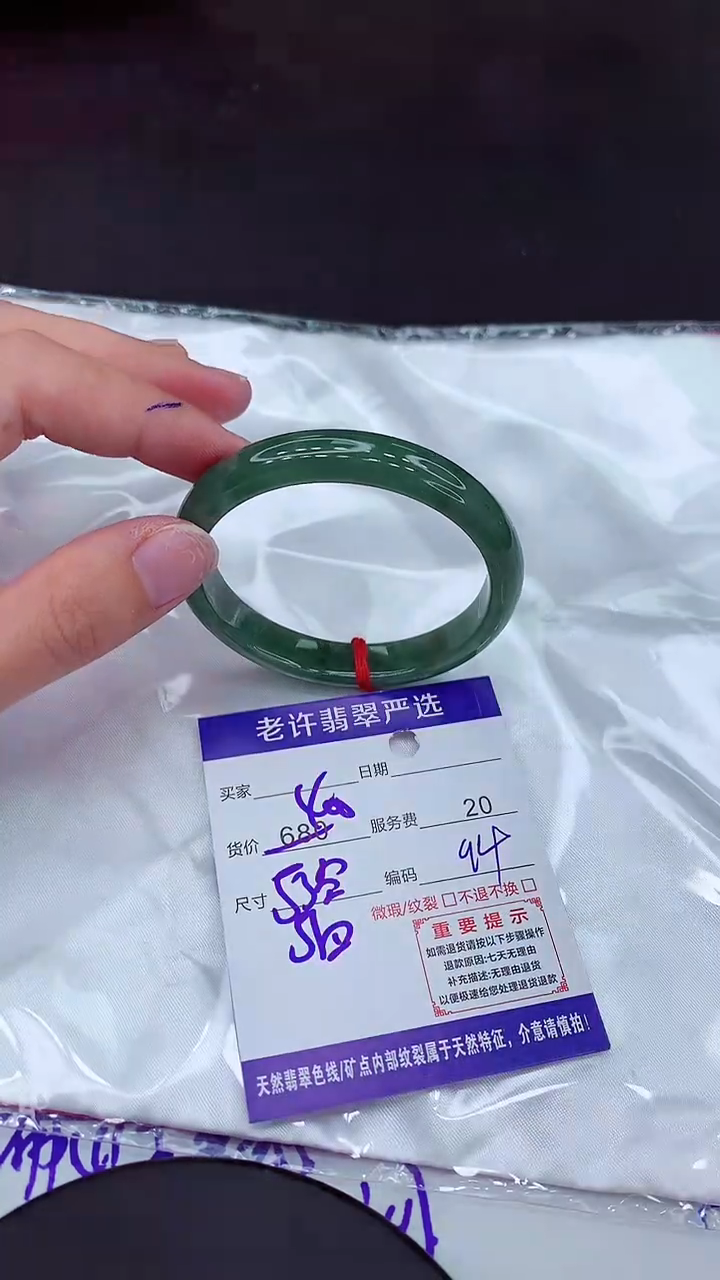 老许翡翠严选
买家 日期
货价 680 服务费 20
尺寸 编码 94
微瑕/纹裂 □不退不换 □
重要提示
如需退货请按以下步骤操作
退款原因:七天无理由
补充描述:无理由退货
以便极速给您处理退货退款
天然翡翠色线/矿点内部纹裂属于天然特征，介意请慎拍!